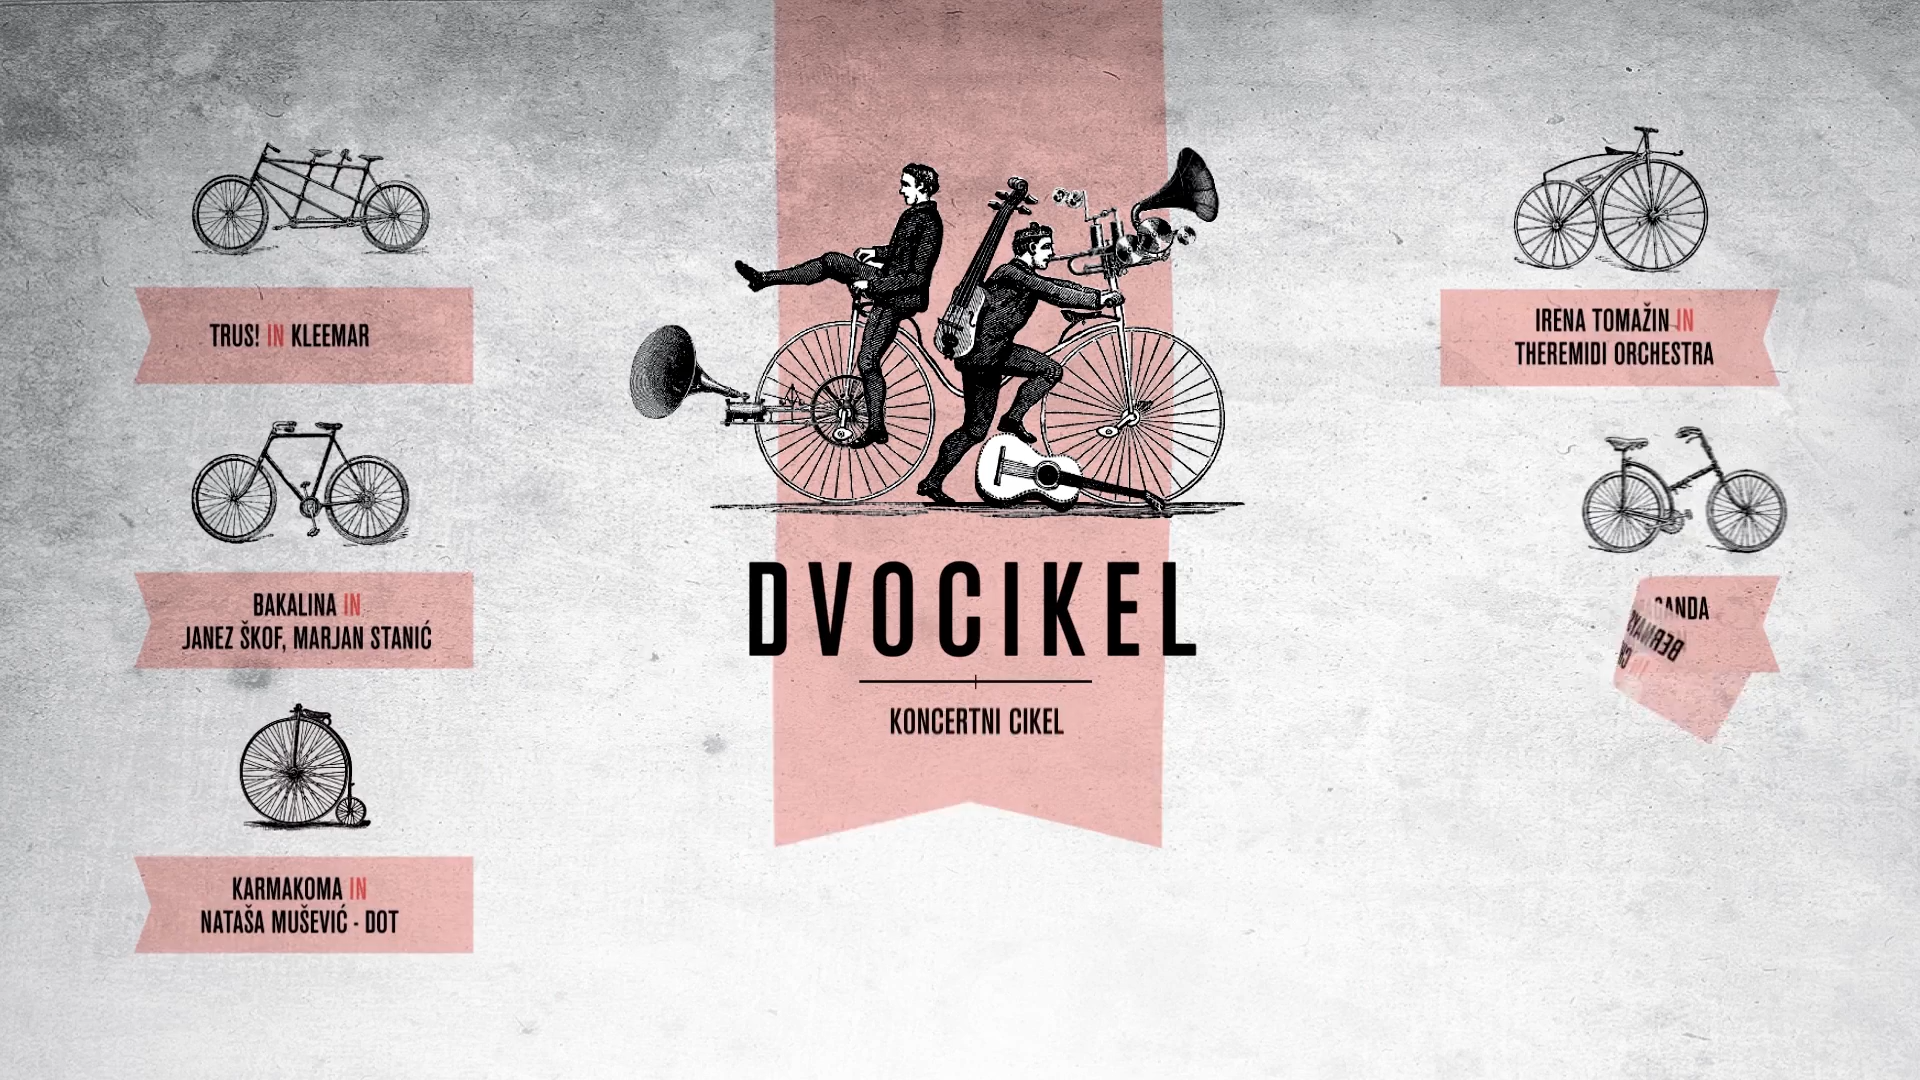 TRUS! IN KLEEMAR
BAKALINA IN
JANEZ ŠKOF, MARJAN STANIĆ
KARMAKOMA IN
NATAŠA MUŠEVIĆ - DOT
DVOCIKEL
KONCERTNI CIKEL
IRENA TOMAŽIN IN
THEREMIDI ORCHESTRA